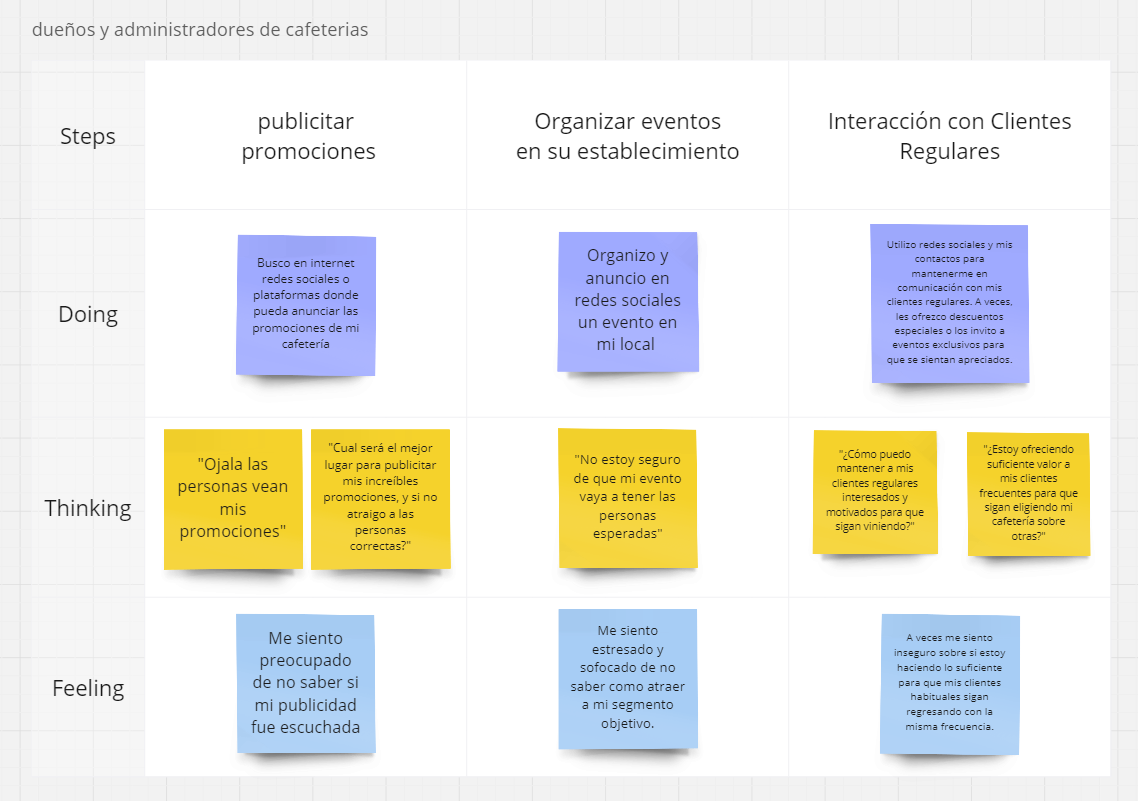 dueños y administradores de cafeterias
Steps
publicitar
promociones
Organizar eventos
en su establecimiento
Interacción con Clientes
Regulares
Doing
Busco en internet
redes sociales o
plataformas donde
pueda anunciar las
promociones de mi
cafetería
Organizo y
anuncio en
redes sociales
un evento en
mi local
Utilizo redes sociales y mis
contactos para
mantenerme en
comunicación con mis
clientes regulares. A veces,
les ofrezco descuentos
especiales o los invito a
eventos exclusivos para
que se sientan apreciados.
Thinking
"Ojala las
personas vean
mis
promociones"
"Cual será el mejor
lugar para publicitar
mis increíbles
promociones, y si no
atraigo a las
personas
correctas?"
"No estoy seguro
de que mi evento
vaya a tener las
personas
esperadas"
"¿Cómo puedo
mantener a mis
clientes regulares
interesados y
motivados para que
sigan viniendo?"
"¿Estoy ofreciendo
suficiente valor a
mis clientes
frecuentes para que
sigan eligiendo mi
cafetería sobre
otras?"
Feeling
Me siento
preocupado
de no saber si
mi publicidad
fue escuchada
Me siento
estresado y
sofocado de no
saber como atraer
a mi segmento
objetivo.
A veces me siento
inseguro sobre si estoy
haciendo lo suficiente
para que mis clientes
habituales sigan
regresando con la
misma frecuencia.